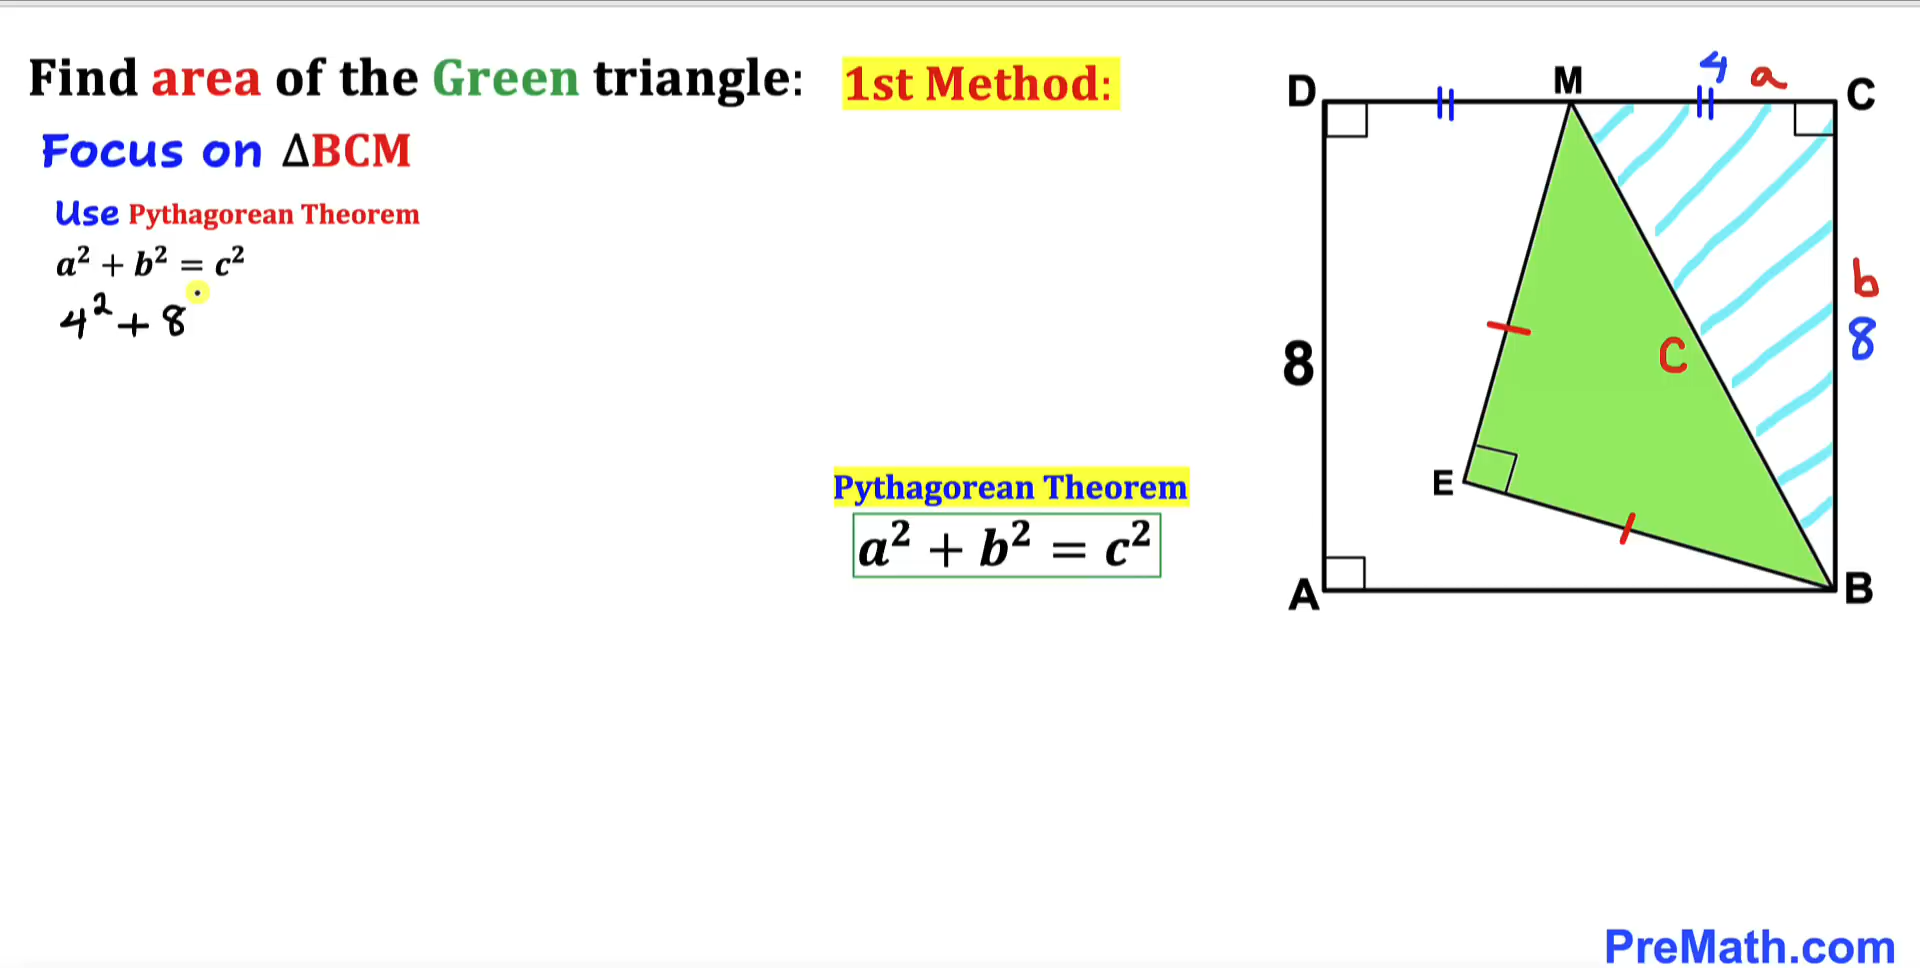 Find area of the Green triangle: 1st Method:
Focus on ΔBCM
Use Pythagorean Theorem
a² + b² = c²
4² + 8
Pythagorean Theorem
a² + b² = c²
D M 4 a C
b
8 C 8
E
A B
PreMath.com